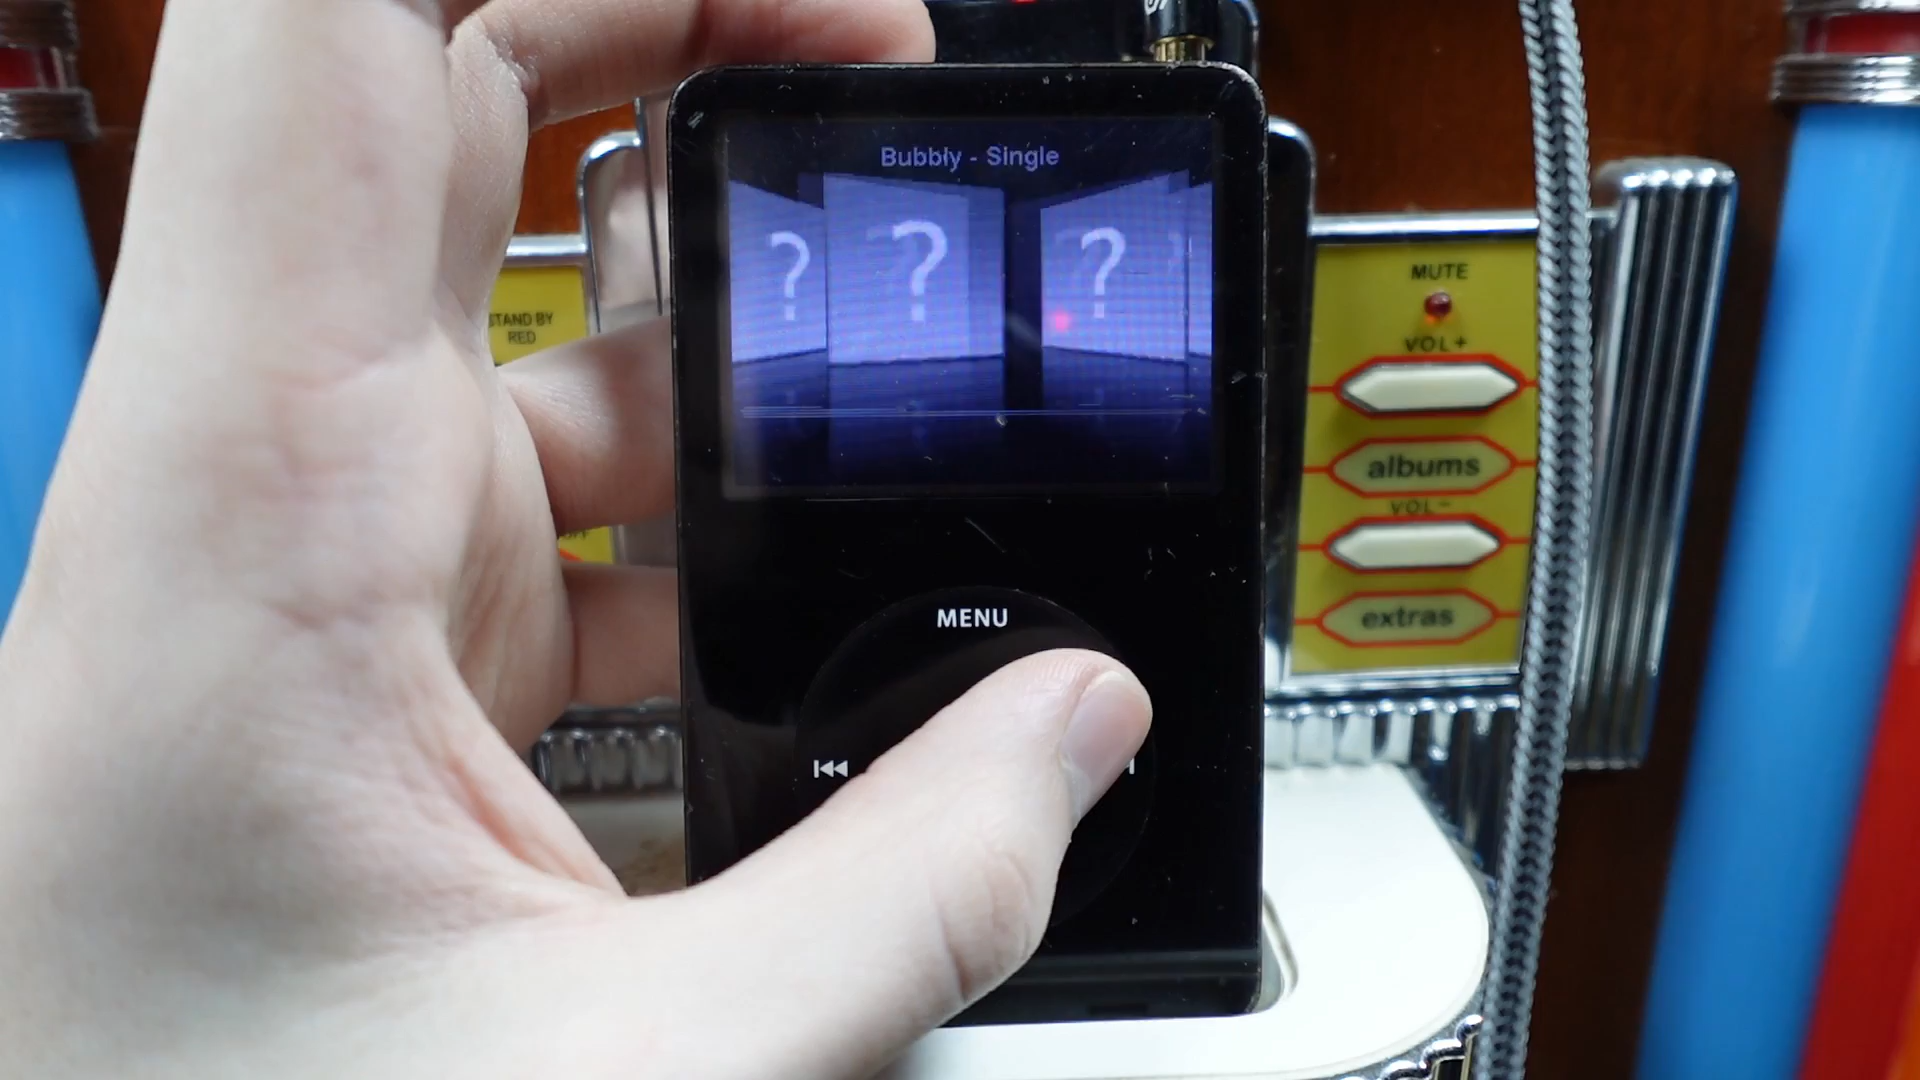 Bubbly - Single
? ? ?
STAND BY
RED
MUTE
VOL+
albums
VOL-
extras
MENU